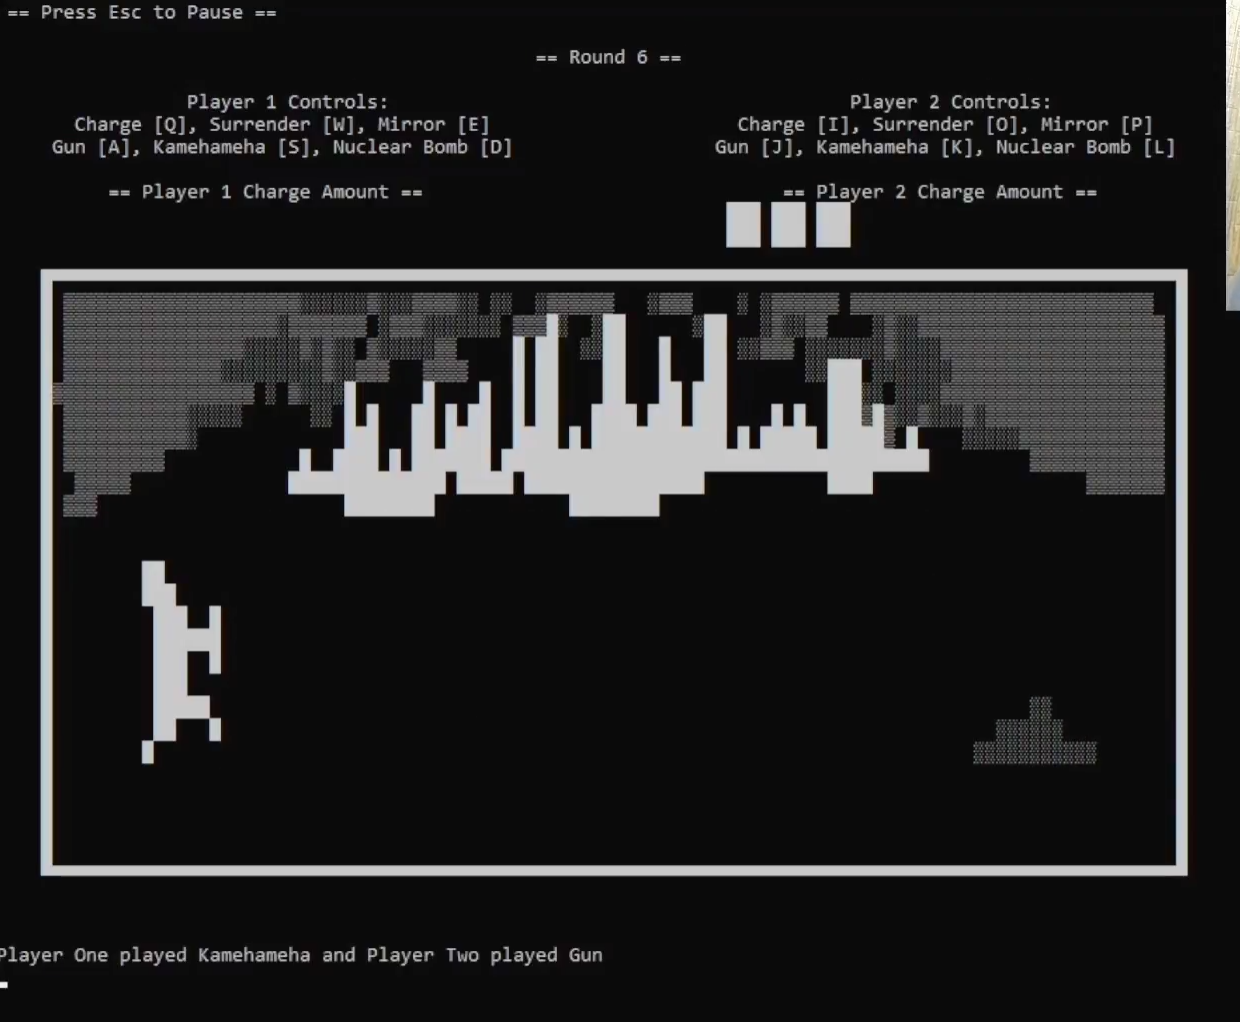 == Press Esc to Pause ==
== Round 6 ==
Player 1 Controls:
Charge [Q], Surrender [W], Mirror [E]
Gun [A], Kamehameha [S], Nuclear Bomb [D]
Player 2 Controls:
Charge [I], Surrender [O], Mirror [P]
Gun [J], Kamehameha [K], Nuclear Bomb [L]
== Player 1 Charge Amount ==
== Player 2 Charge Amount ==
Player One played Kamehameha and Player Two played Gun